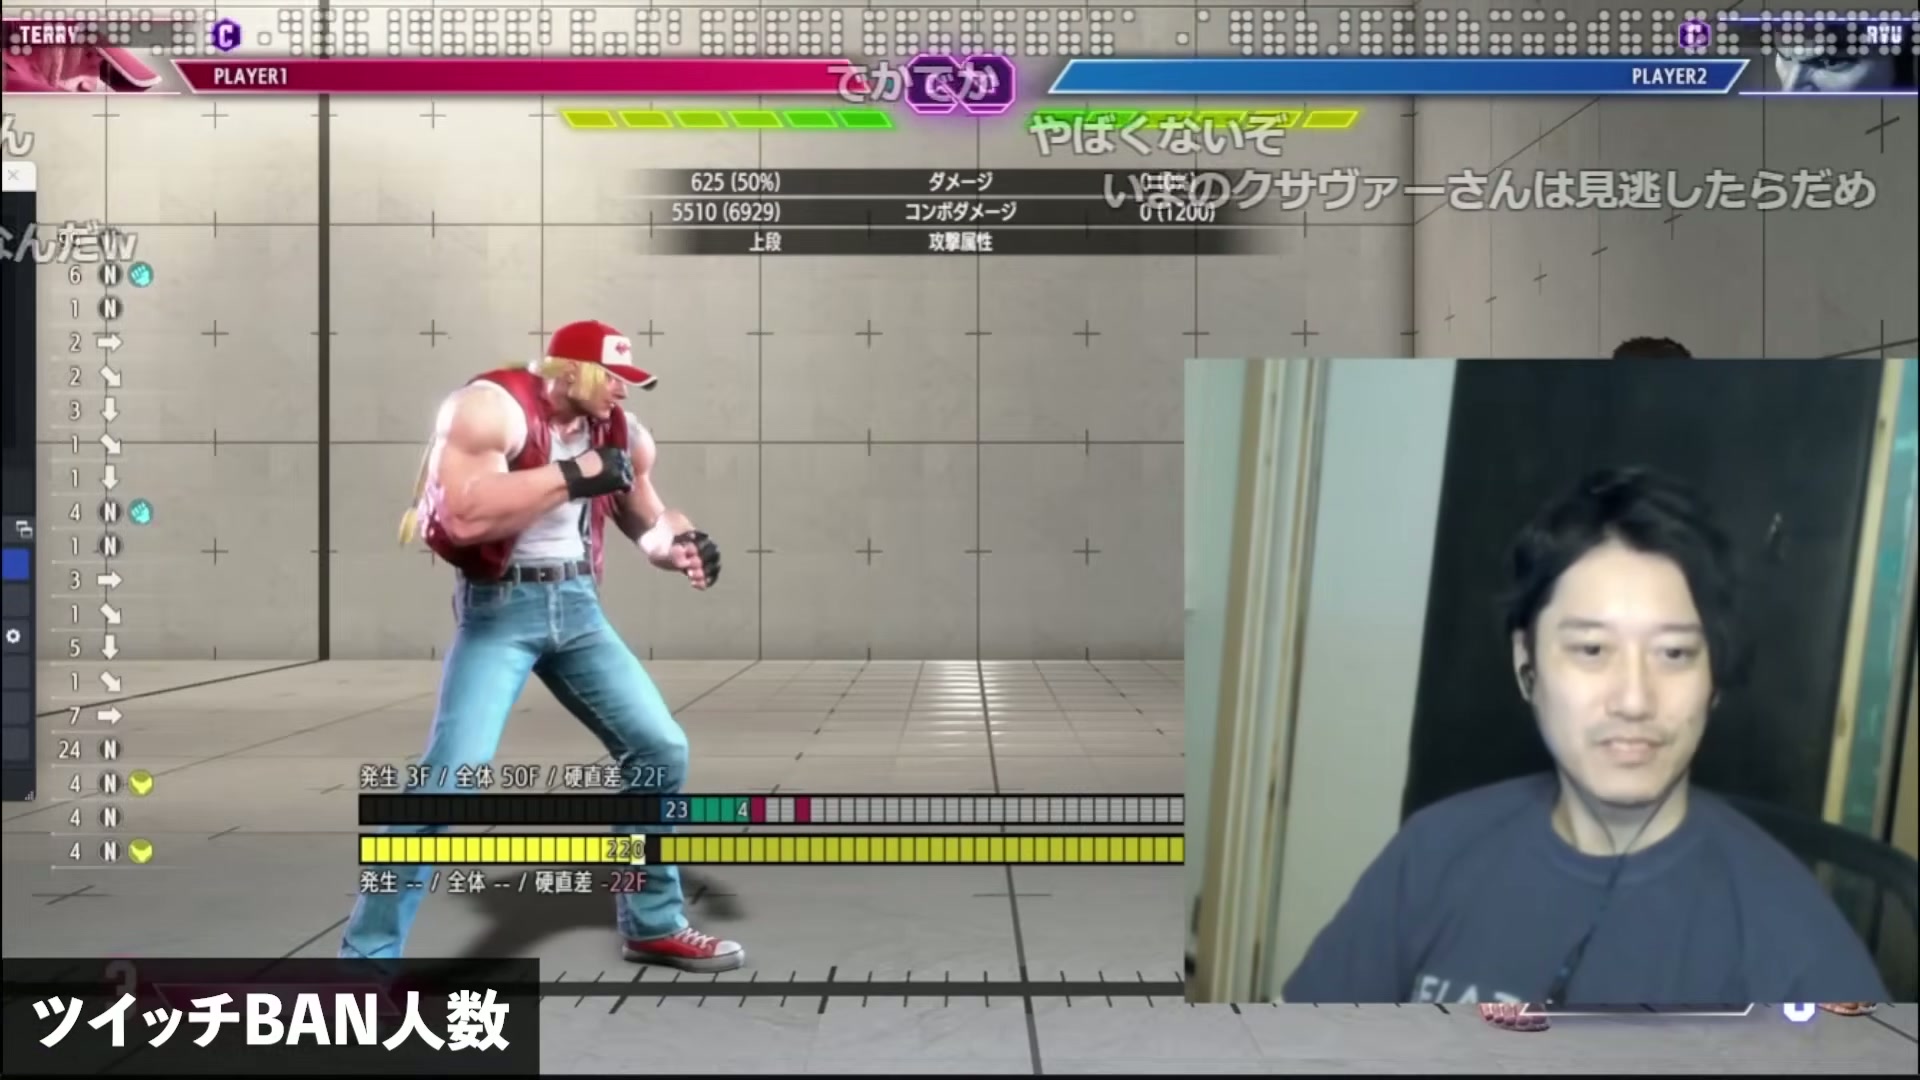 TERRY
C
C
RYU
PLAYER1
でかでか
PLAYER2
ん
やばくないぞ
625 (50%) ダメージ 0 (0%)
いまのクサヴァーさんは見逃したらだめ
5510 (6929) コンボダメージ 0 (1200)
上段 攻撃属性
なんだw
6 N
1 N
2
2
3
1
1
4 N
1 N
3
1
5
1
7
24 N
4 N
4 N
4 N
発生 3F / 全体 50F / 硬直差 22F
23 4
220
発生 -- / 全体 -- / 硬直差 -22F
3
ツイッチBAN人数